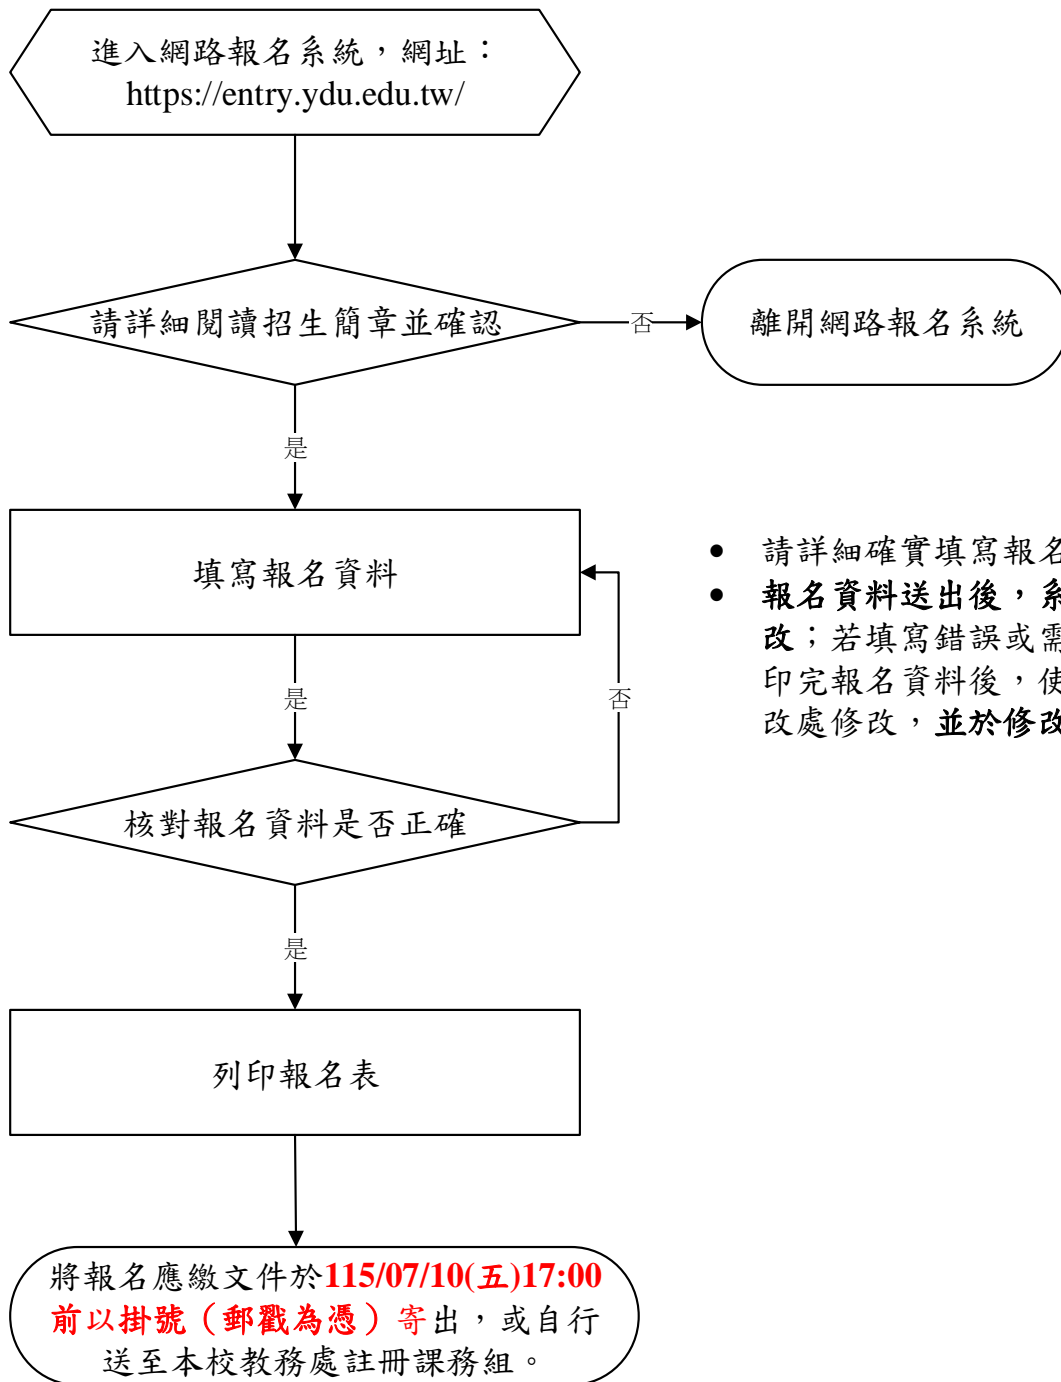 進入網路報名系統，網址：
https://entry.ydu.edu.tw/
請詳細閱讀招生簡章並確認
否
離開網路報名系統
是
填寫報名資料
• 請詳細確實填寫報名
• 報名資料送出後，系
改；若填寫錯誤或需
印完報名資料後，使
改處修改，並於修改
是
否
核對報名資料是否正確
是
列印報名表
將報名應繳文件於115/07/10(五)17:00
前以掛號（郵戳為憑）寄出，或自行
送至本校教務處註冊課務組。